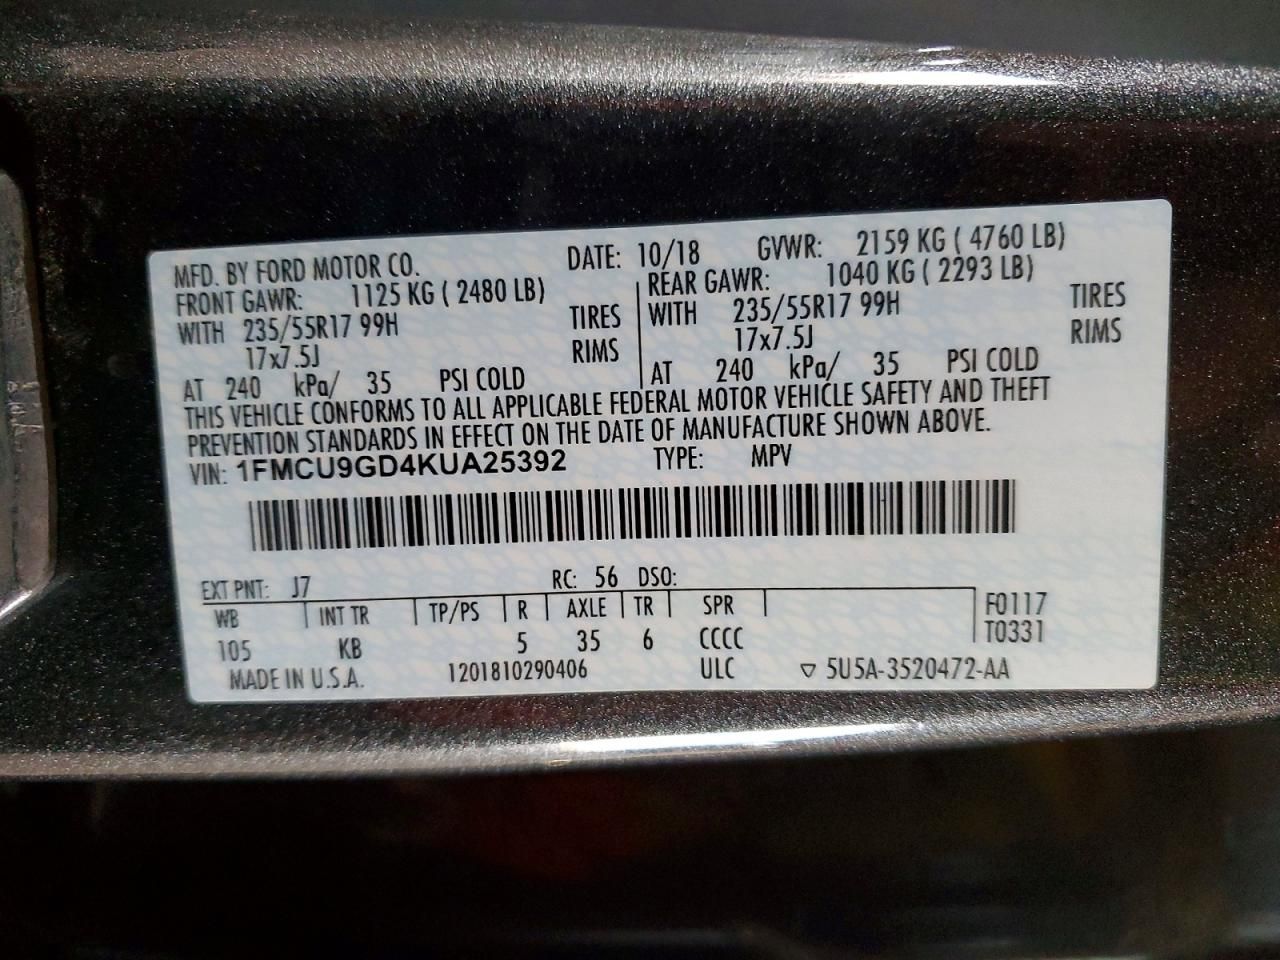 MFD. BY FORD MOTOR CO. DATE: 10/18 GVWR: 2159 KG ( 4760 LB)
FRONT GAWR: 1125 KG ( 2480 LB) REAR GAWR: 1040 KG ( 2293 LB)
WITH 235/55R17 99H TIRES WITH 235/55R17 99H TIRES
17x7.5J RIMS 17x7.5J RIMS
AT 240 kPa/ 35 PSI COLD AT 240 kPa/ 35 PSI COLD
THIS VEHICLE CONFORMS TO ALL APPLICABLE FEDERAL MOTOR VEHICLE SAFETY AND THEFT
PREVENTION STANDARDS IN EFFECT ON THE DATE OF MANUFACTURE SHOWN ABOVE.
VIN: 1FMCU9GD4KUA25392 TYPE: MPV
EXT PNT: J7 RC: 56 DSO:
WB INT TR TP/PS R AXLE TR SPR F0117
105 KB 5 35 6 CCCC T0331
MADE IN U.S.A. 1201810290406 ULC ▽ 5U5A-3520472-AA